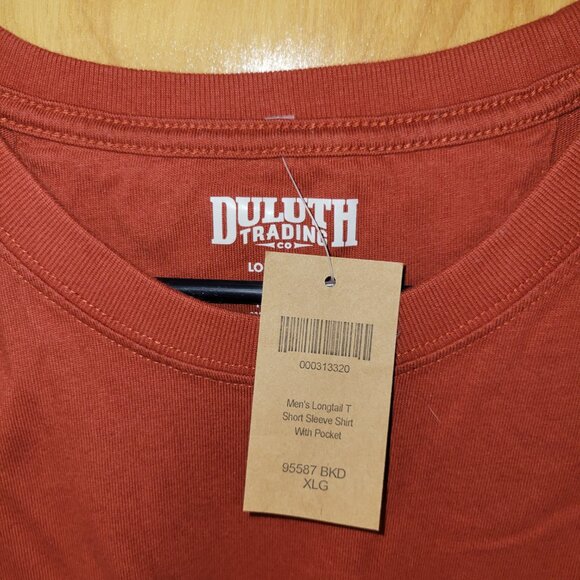 DULUTH
TRADING
CO
000313320
Men's Longtail T
Short Sleeve Shirt
With Pocket
95587 BKD
XLG